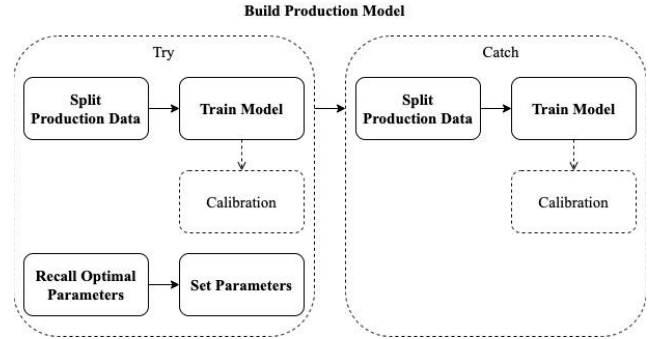 Build Production Model
Try
Split
Production Data
Train Model
Calibration
Recall Optimal
Parameters
Set Parameters
Catch
Split
Production Data
Train Model
Calibration